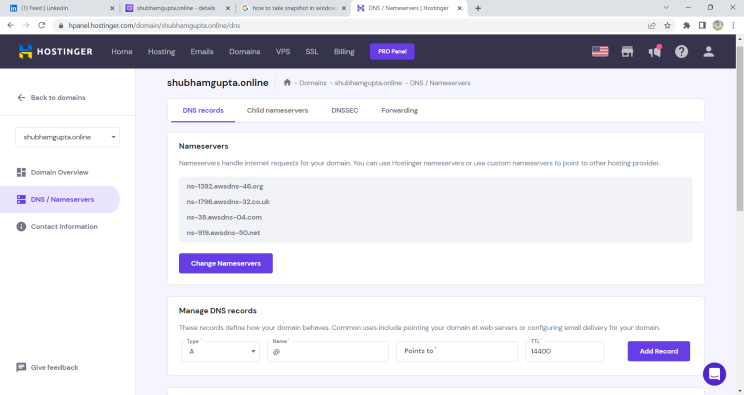 (1) Feed | LinkedIn
shubhamgupta.online - details
how to take snapshot in window
DNS / Nameservers | Hostinger
hpanel.hostinger.com/domain/shubhamgupta.online/dns
HOSTINGER
Home
Hosting
Emails
Domains
VPS
SSL
Billing
PRO Panel
shubhamgupta.online
- Domains - shubhamgupta.online - DNS / Nameservers
Back to domains
shubhamgupta.online
Domain Overview
DNS / Nameservers
Contact Information
Give feedback
DNS records
Child nameservers
DNSSEC
Forwarding
Nameservers
Nameservers handle internet requests for your domain. You can use Hostinger nameservers or use custom nameservers to point to other hosting provider.
ns-1392.awsdns-46.org
ns-1796.awsdns-32.co.uk
ns-38.awsdns-04.com
ns-919.awsdns-50.net
Change Nameservers
Manage DNS records
These records define how your domain behaves. Common uses include pointing your domain at web servers or configuring email delivery for your domain.
Type*
A
Name*
@
Points to*
TTL*
14400
Add Record